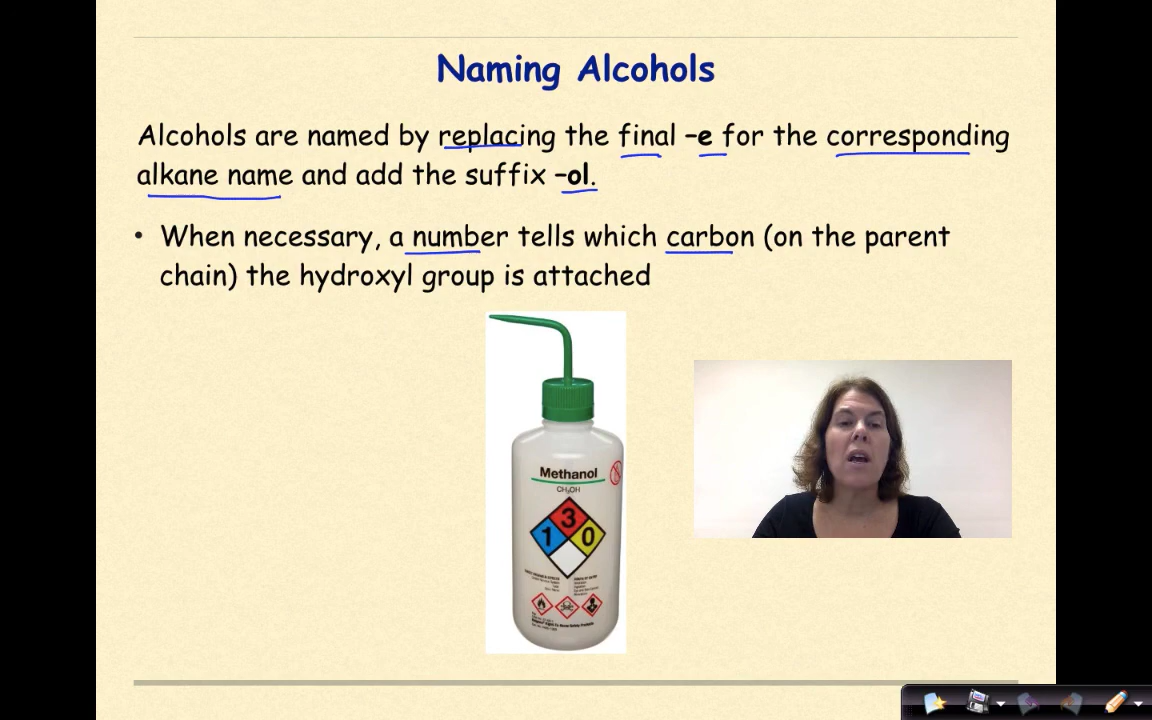 Naming Alcohols
Alcohols are named by replacing the final –e for the corresponding
alkane name and add the suffix –ol.
• When necessary, a number tells which carbon (on the parent
chain) the hydroxyl group is attached
Methanol
CH₃OH
3
1 0